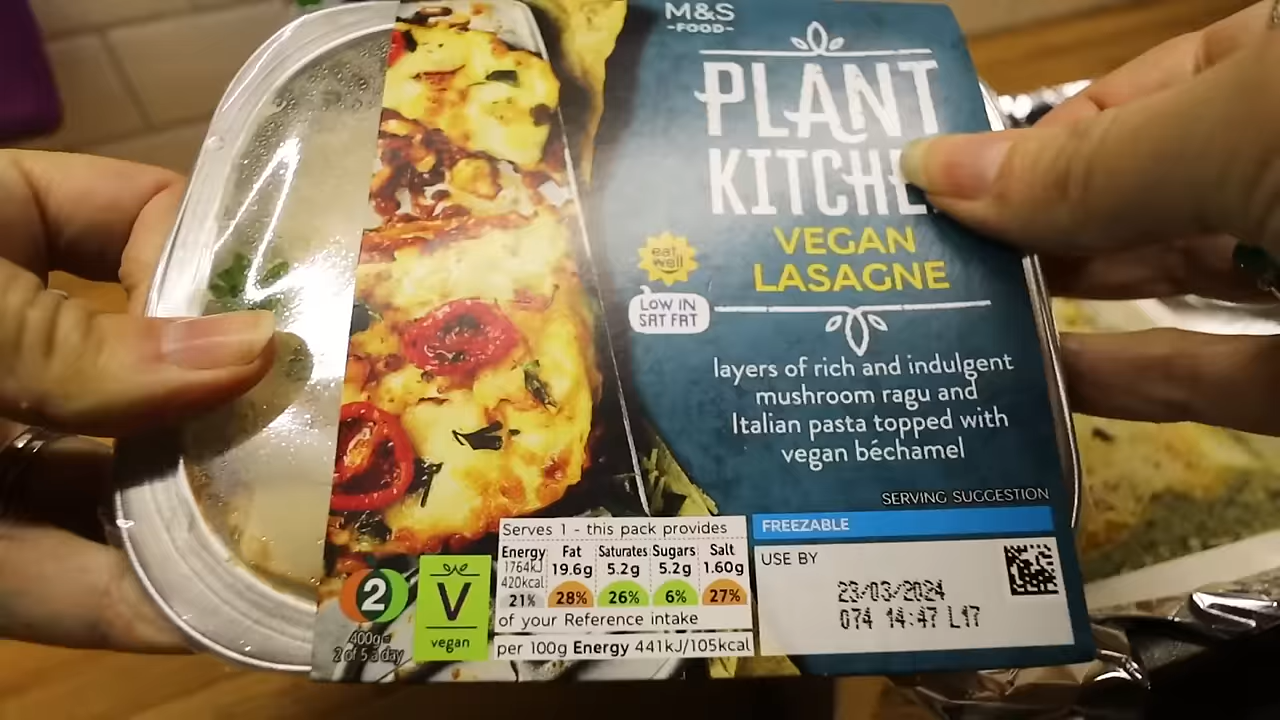 M&S
-FOOD-
PLANT
KITCHE
VEGAN
LASAGNE
eat
well
LOW IN
SAT FAT
layers of rich and indulgent
mushroom ragu and
Italian pasta topped with
vegan béchamel
SERVING SUGGESTION
Serves 1 - this pack provides
Energy Fat Saturates Sugars Salt
1764kJ 19.6g 5.2g 5.2g 1.60g
420kcal
21% 28% 26% 6% 27%
of your Reference intake
per 100g Energy 441kJ/105kcal
FREEZABLE
USE BY
23/03/2024
074 14:47 L17
2
400g=
2 of 5 a day
V
vegan